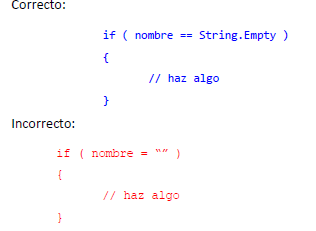 Correcto:
if ( nombre == String.Empty )
{
// haz algo
}
Incorrecto:
if ( nombre = “” )
{
// haz algo
}